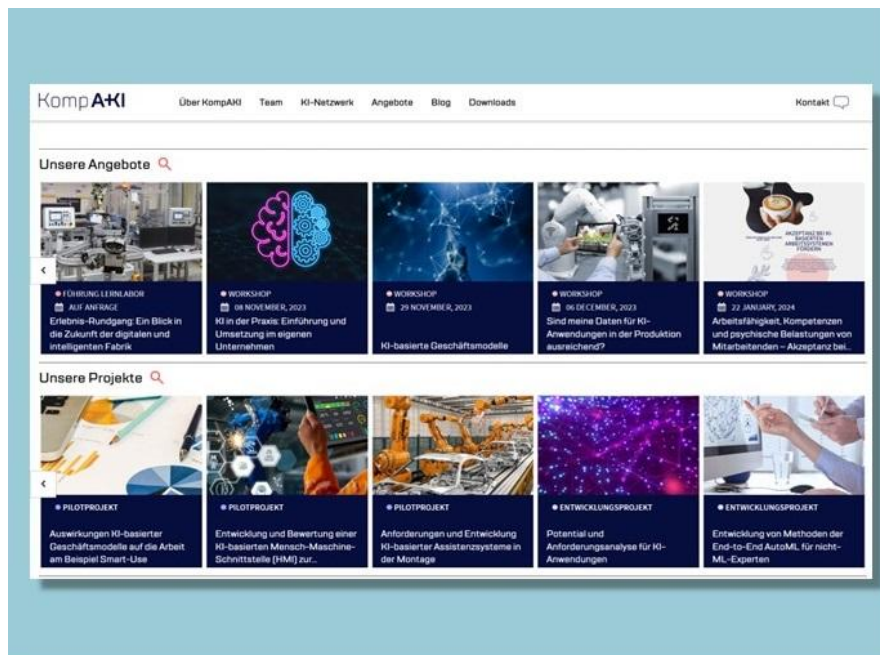 KompAKI
Über KompAKI Team KI-Netzwerk Angebote Blog Downloads Kontakt
Unsere Angebote
FÜHRUNG LERNLABOR
AUF ANFRAGE
Erlebnis-Rundgang: Ein Blick in
die Zukunft der digitalen und
intelligenten Fabrik
WORKSHOP
08 NOVEMBER, 2023
KI in der Praxis: Einführung und
Umsetzung im eigenen
Unternehmen
WORKSHOP
29 NOVEMBER, 2023
KI-basierte Geschäftsmodelle
WORKSHOP
06 DECEMBER, 2023
Sind meine Daten für KI-
Anwendungen in der Produktion
ausreichend?
AKZEPTANZ BEI KI-
BASIERTEN
ARBEITSSYSTEMEN
FÖRDERN
WORKSHOP
22 JANUARY, 2024
Arbeitsfähigkeit, Kompetenzen
und psychische Belastungen von
Mitarbeitenden – Akzeptanz bei...
Unsere Projekte
PILOTPROJEKT
Auswirkungen KI-basierter
Geschäftsmodelle auf die Arbeit
am Beispiel Smart-Use
PILOTPROJEKT
Entwicklung und Bewertung einer
KI-basierten Mensch-Maschine-
Schnittstelle (HMI) zur...
PILOTPROJEKT
Anforderungen und Entwicklung
KI-basierter Assistenzsysteme in
der Montage
ENTWICKLUNGSPROJEKT
Potential und
Anforderungsanalyse für KI-
Anwendungen
ENTWICKLUNGSPROJEKT
Entwicklung von Methoden der
End-to-End AutoML für nicht-
ML-Experten